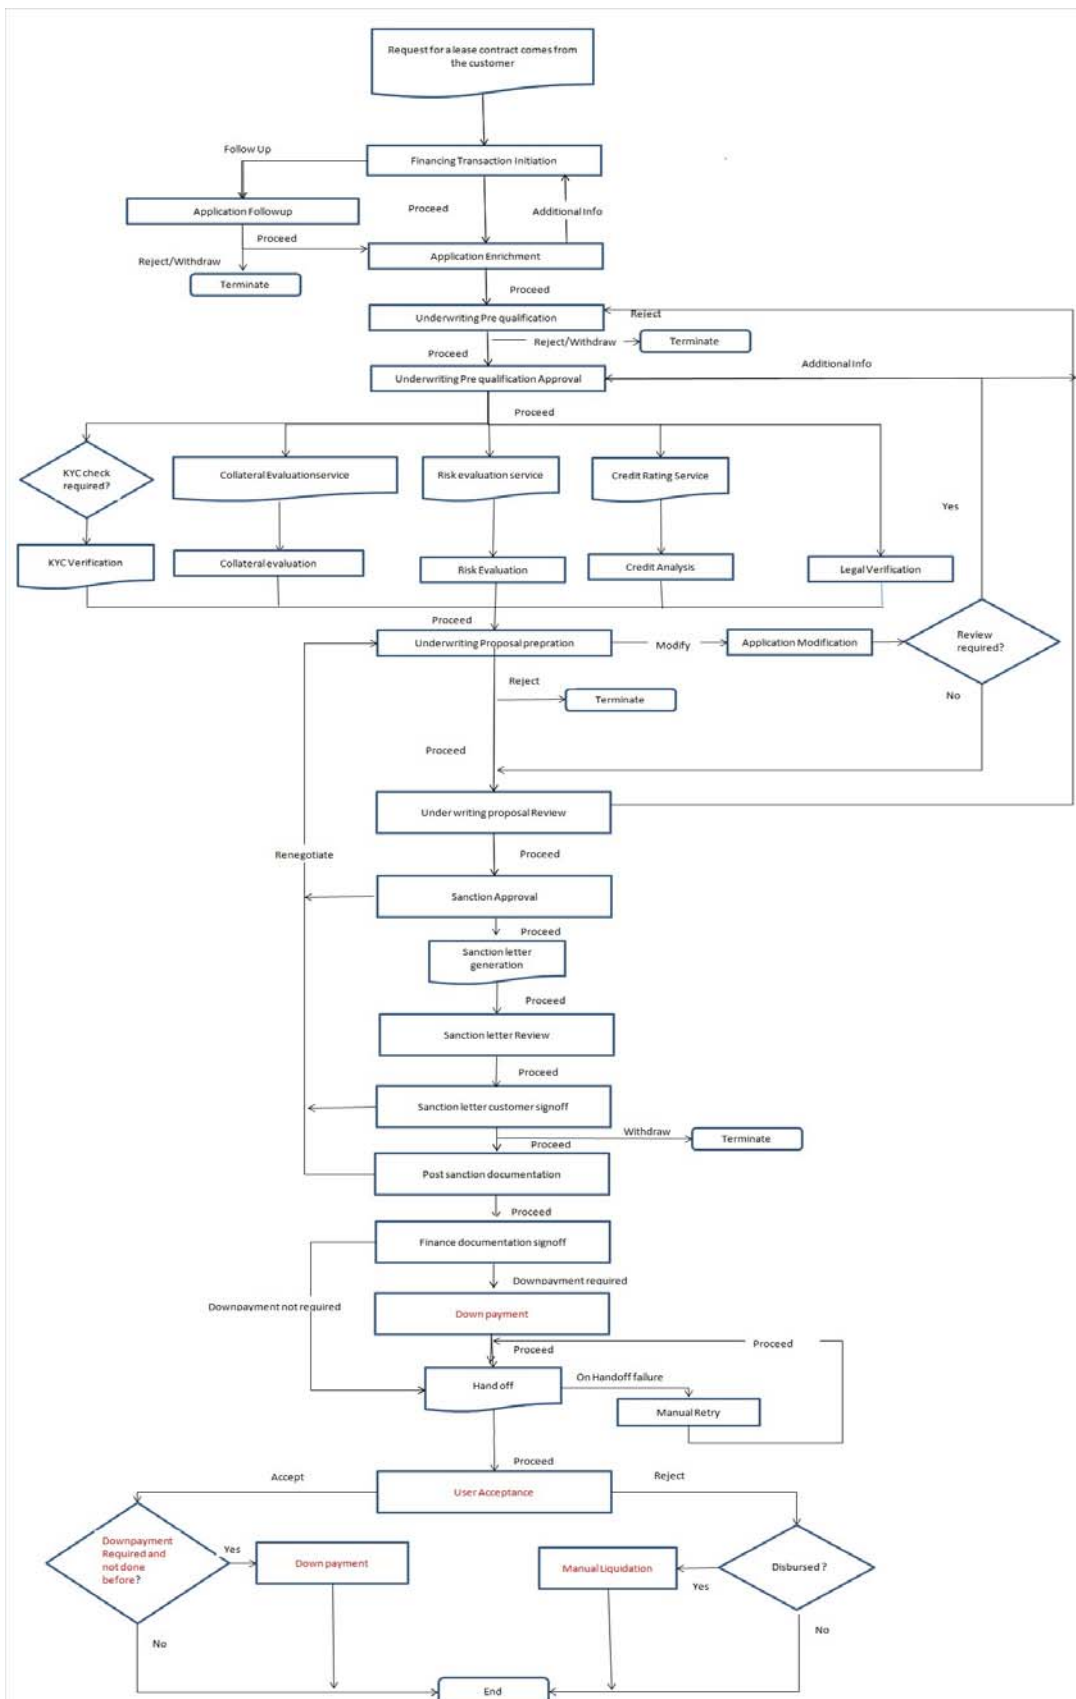 Request for a lease contract comes from
the customer
Follow Up
Financing Transaction Initiation
Application Followup
Proceed
Additional Info
Proceed
Reject/Withdraw
Application Enrichment
Terminate
Proceed
Underwriting Pre qualification
Reject
Reject/Withdraw
Terminate
Proceed
Additional Info
Underwriting Pre qualification Approval
Proceed
KYC check
required?
Collateral Evaluation service
Risk evaluation service
Credit Rating Service
Yes
KYC Verification
Collateral evaluation
Risk Evaluation
Credit Analysis
Legal Verification
Proceed
Underwriting Proposal prepration
Modify
Application Modification
Review
required?
Reject
Terminate
No
Proceed
Under writing proposal Review
Renegotiate
Proceed
Sanction Approval
Proceed
Sanction letter
generation
Proceed
Sanction letter Review
Proceed
Sanction letter customer signoff
Withdraw
Terminate
Proceed
Post sanction documentation
Proceed
Finance documentation signoff
Downpayment required
Downpayment not required
Down payment
Proceed
Proceed
Hand off
On Handoff failure
Manual Retry
Proceed
Accept
Reject
User Acceptance
Downpayment
Required and
not done
before?
Yes
Down payment
Manual Liquidation
Yes
Disbursed ?
No
No
End